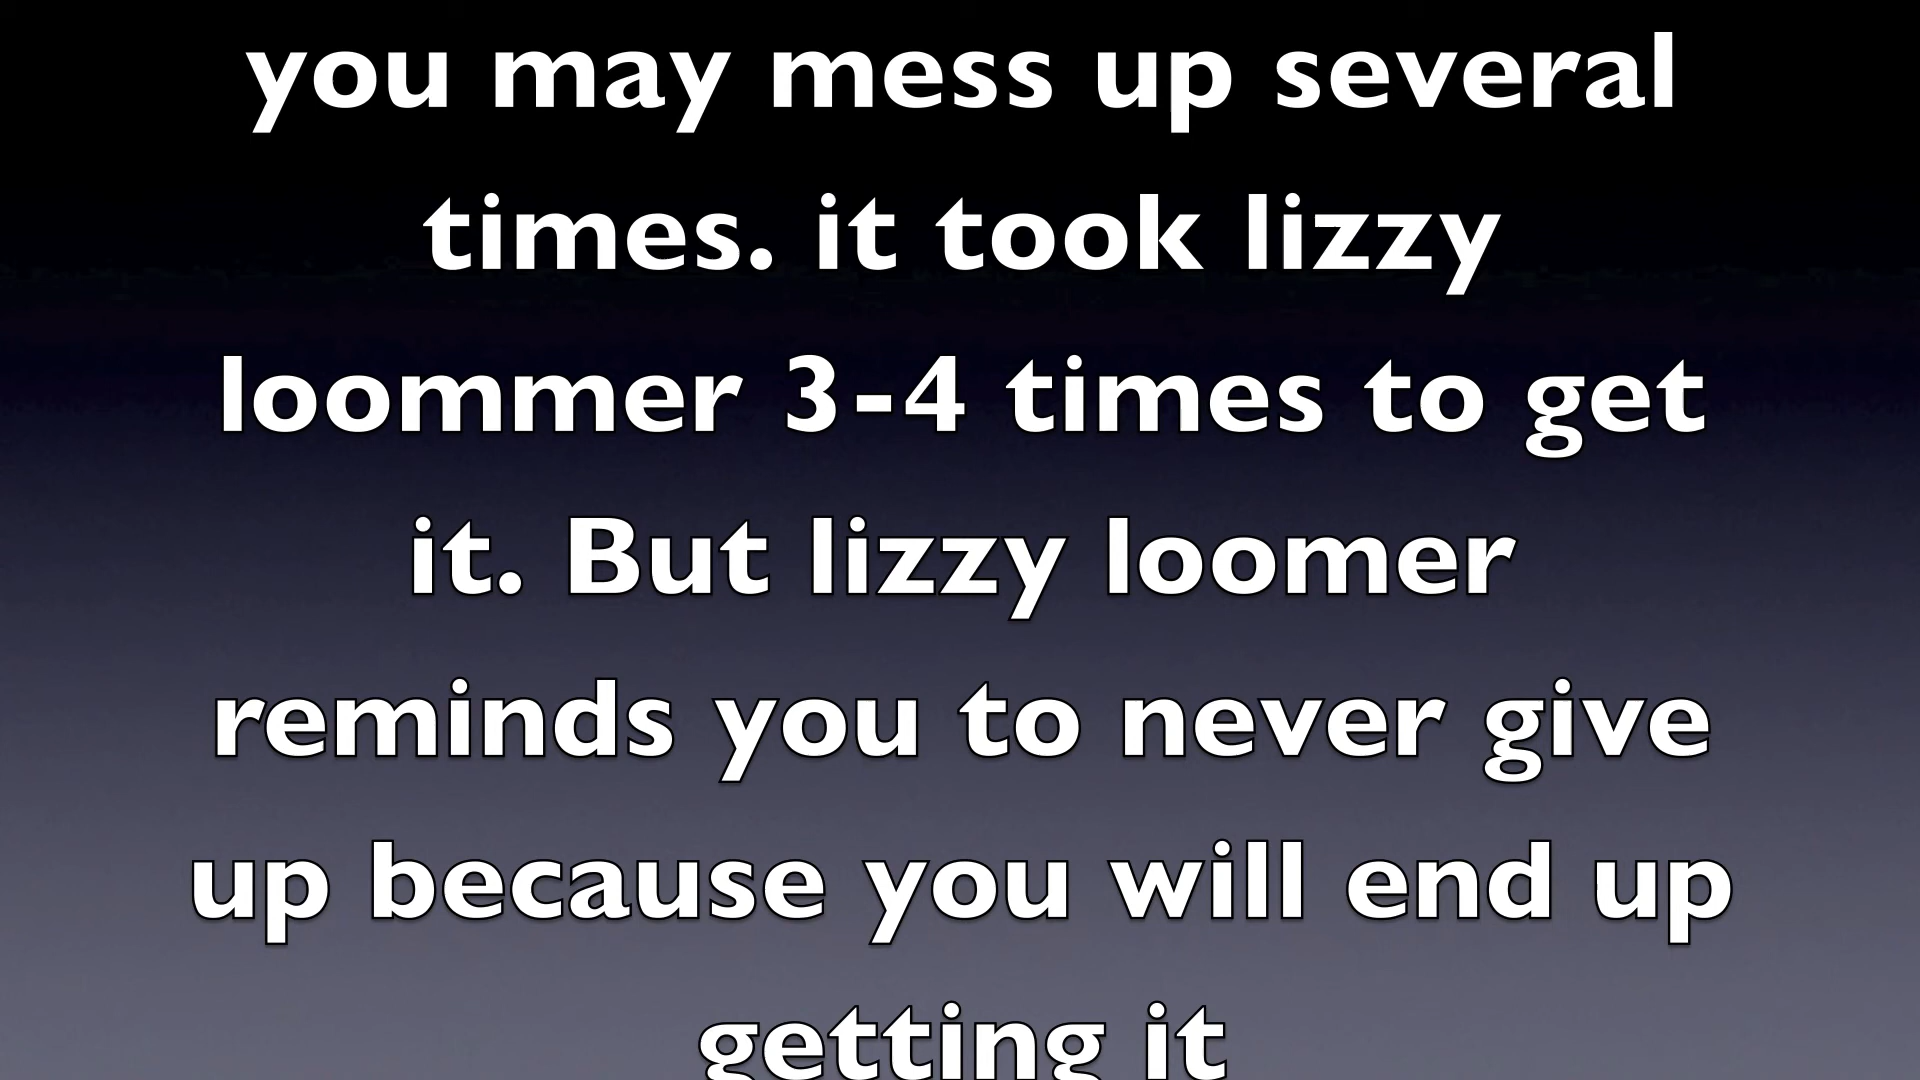 you may mess up several
times. it took lizzy
loommer 3-4 times to get
it. But lizzy loomer
reminds you to never give
up because you will end up
getting it